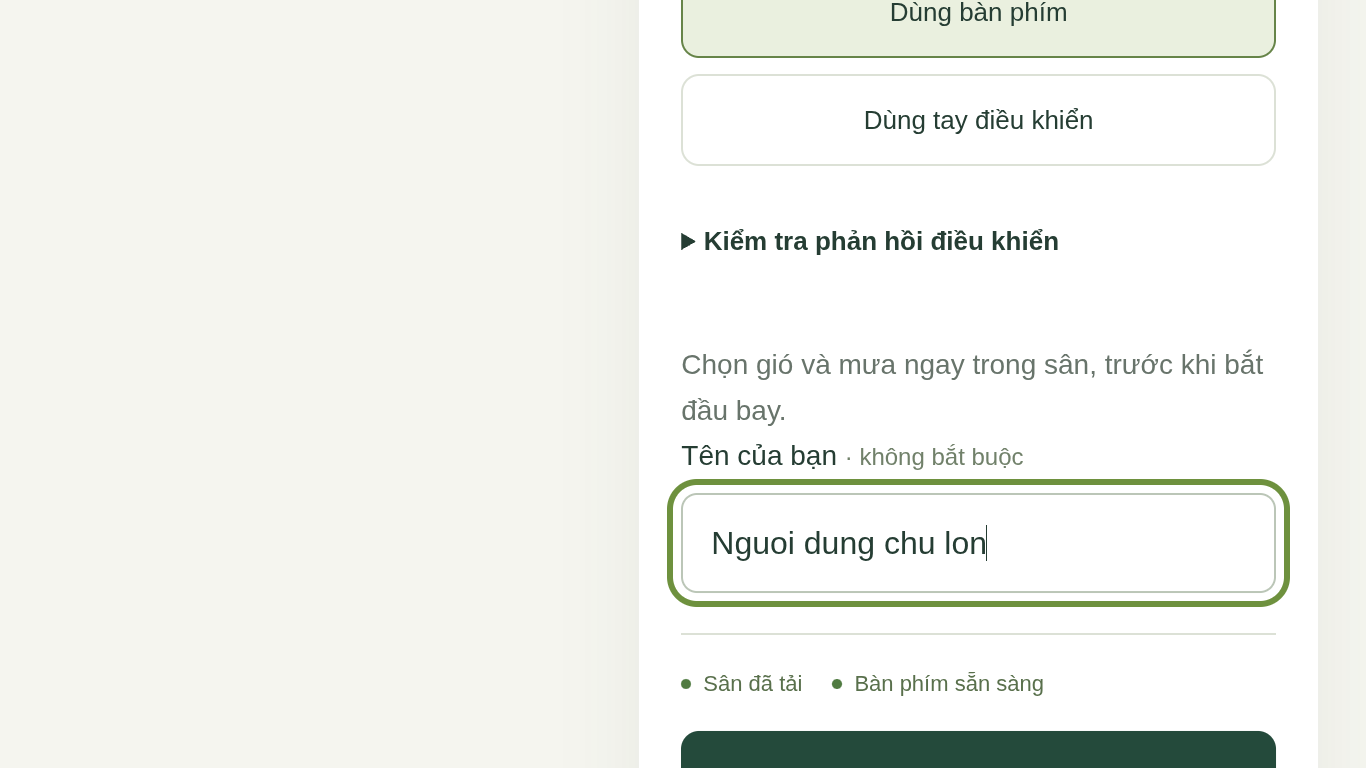 Dùng bàn phím
Dùng tay điều khiển
Kiểm tra phản hồi điều khiển
Chọn gió và mưa ngay trong sân, trước khi bắt
đầu bay.
Tên của bạn · không bắt buộc
Nguoi dung chu lon
Sân đã tải Bàn phím sẵn sàng